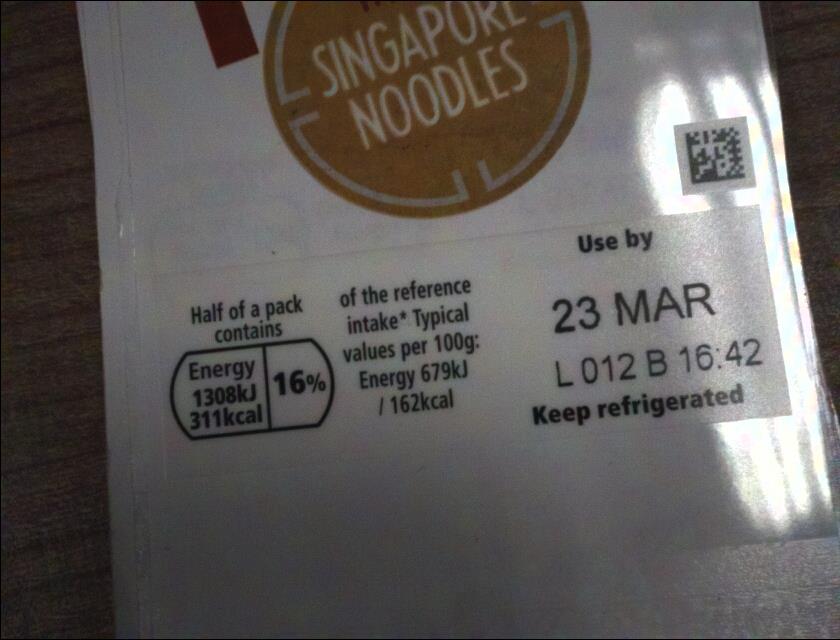 SINGAPORE
NOODLES
Use by
23 MAR
L 012 B 16:42
Keep refrigerated
Half of a pack
contains
Energy
1308kJ
311kcal
16%
of the reference
intake* Typical
values per 100g:
Energy 679kJ
/ 162kcal